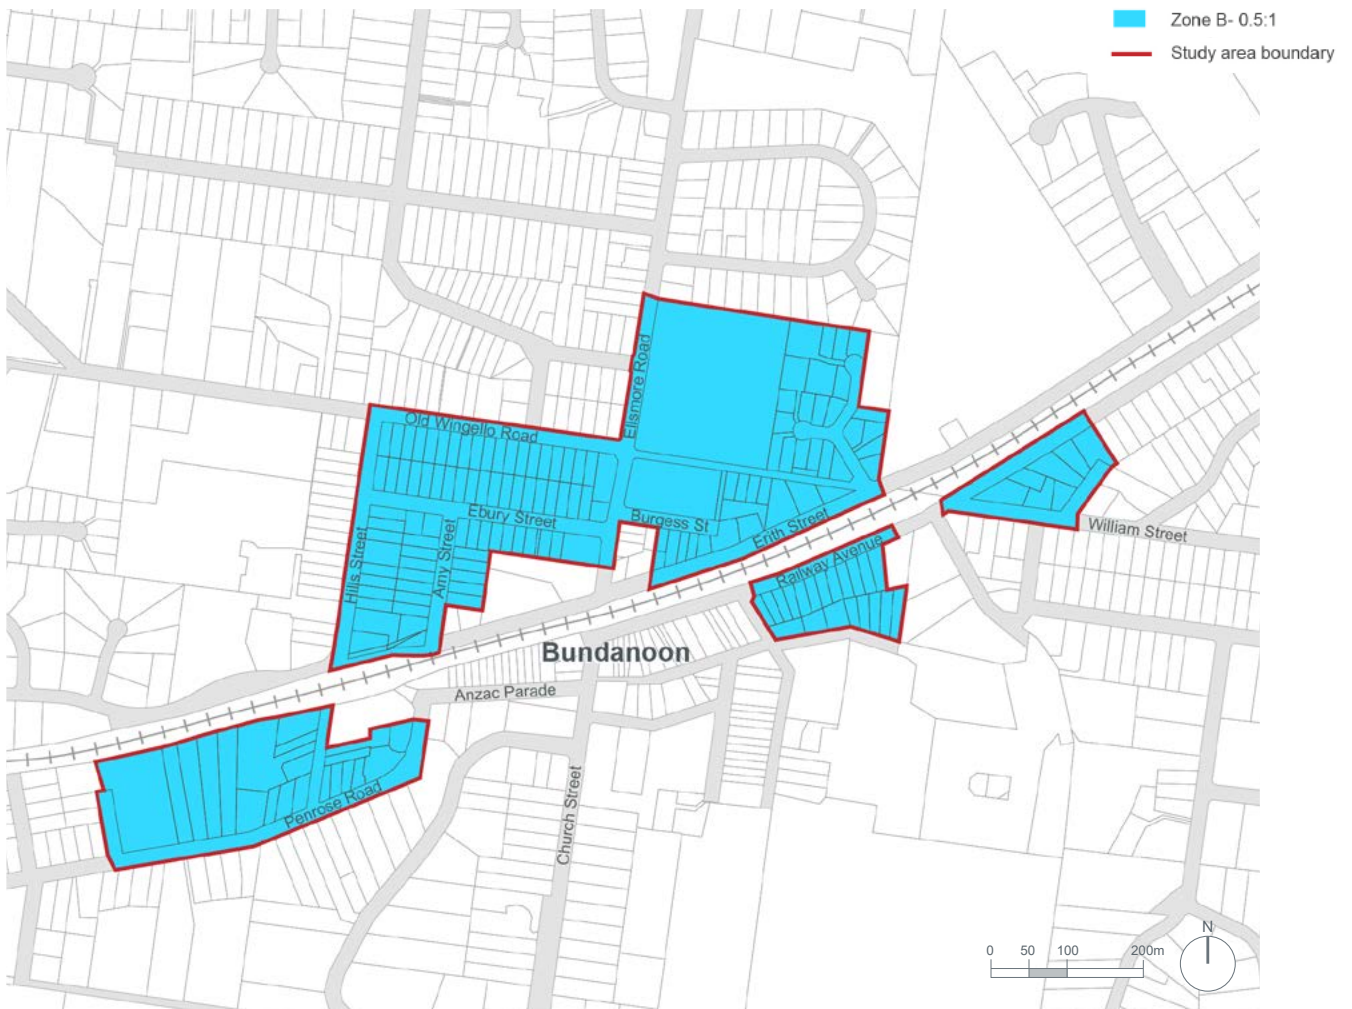 Zone B- 0.5:1
Study area boundary
Ellsmore Road
Old Wingello Road
Ebury Street
Burgess St
Erith Street
William Street
Hills Street
Amy Street
Railway Avenue
Bundanoon
Anzac Parade
Penrose Road
Church Street
0 50 100 200m
N